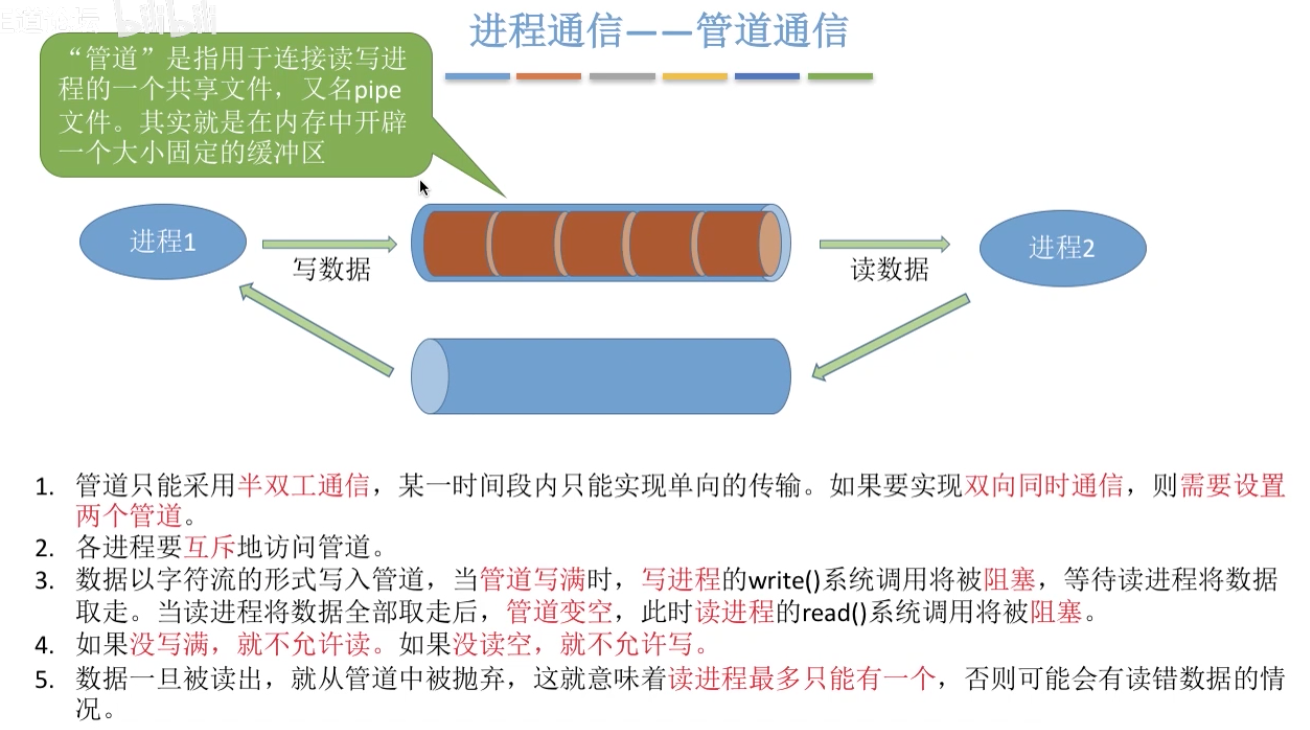 bilibili
进程通信——管道通信
“管道”是指用于连接读写进
程的一个共享文件，又名pipe
文件。其实就是在内存中开辟
一个大小固定的缓冲区
进程1
写数据
读数据
进程2
1. 管道只能采用半双工通信，某一时间段内只能实现单向的传输。如果要实现双向同时通信，则需要设置
两个管道。
2. 各进程要互斥地访问管道。
3. 数据以字符流的形式写入管道，当管道写满时，写进程的write()系统调用将被阻塞，等待读进程将数据
取走。当读进程将数据全部取走后，管道变空，此时读进程的read()系统调用将被阻塞。
4. 如果没写满，就不允许读。如果没读空，就不允许写。
5. 数据一旦被读出，就从管道中被抛弃，这就意味着读进程最多只能有一个，否则可能会有读错数据的情
况。